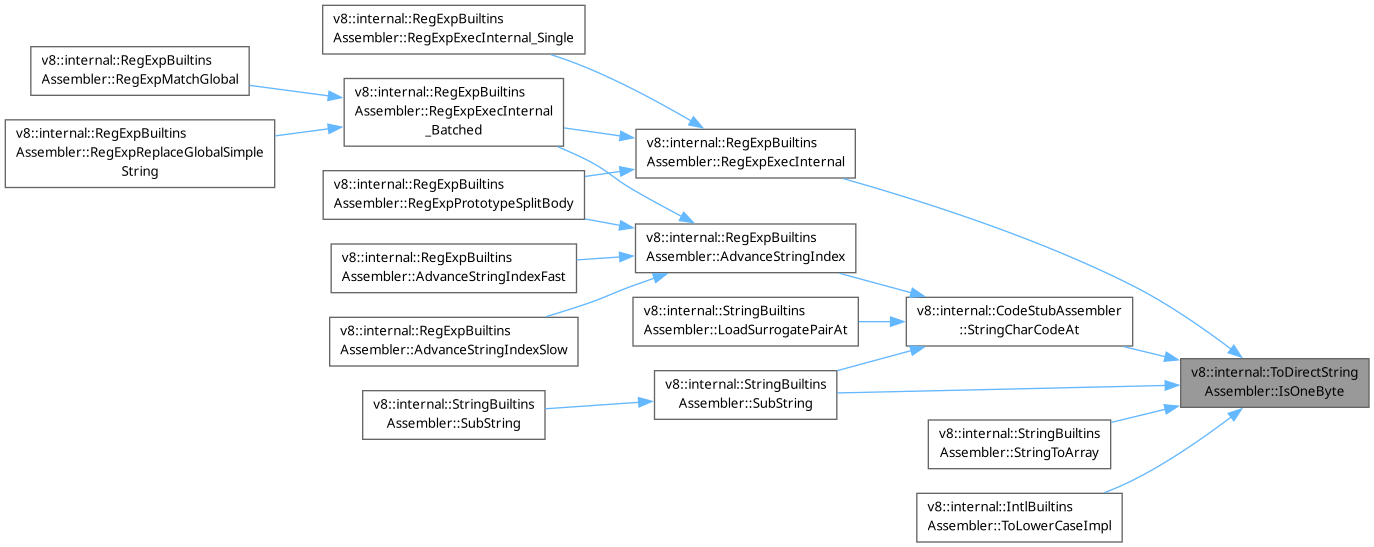 v8::internal::RegExpBuiltins
Assembler::RegExpExecInternal_Single
v8::internal::RegExpBuiltins
Assembler::RegExpMatchGlobal
v8::internal::RegExpBuiltins
Assembler::RegExpExecInternal
_Batched
v8::internal::RegExpBuiltins
Assembler::RegExpReplaceGlobalSimple
String
v8::internal::RegExpBuiltins
Assembler::RegExpExecInternal
v8::internal::RegExpBuiltins
Assembler::RegExpPrototypeSplitBody
v8::internal::RegExpBuiltins
Assembler::AdvanceStringIndex
v8::internal::RegExpBuiltins
Assembler::AdvanceStringIndexFast
v8::internal::StringBuiltins
Assembler::LoadSurrogatePairAt
v8::internal::CodeStubAssembler
::StringCharCodeAt
v8::internal::RegExpBuiltins
Assembler::AdvanceStringIndexSlow
v8::internal::ToDirectString
Assembler::IsOneByte
v8::internal::StringBuiltins
Assembler::SubString
v8::internal::StringBuiltins
Assembler::SubString
v8::internal::StringBuiltins
Assembler::StringToArray
v8::internal::IntlBuiltins
Assembler::ToLowerCaseImpl